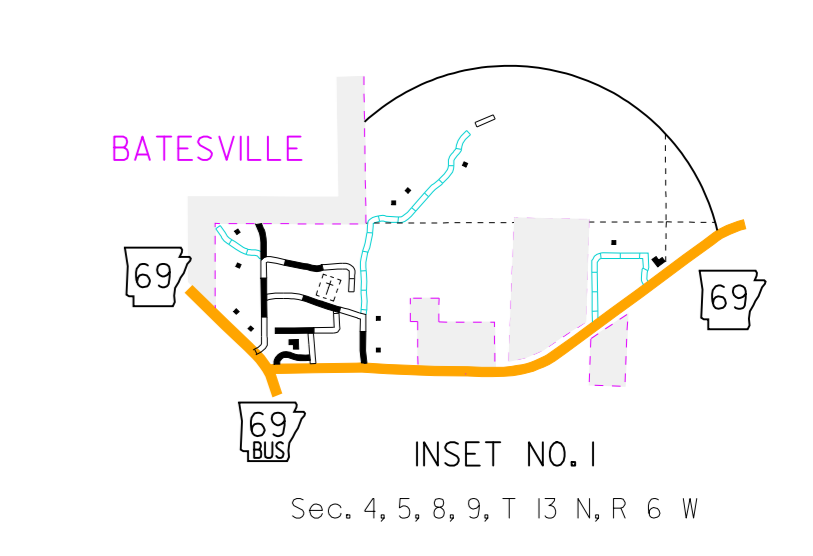 BATESVILLE
69
69
69
BUS
INSET NO. 1
Sec. 4, 5, 8, 9, T 13 N, R 6 W